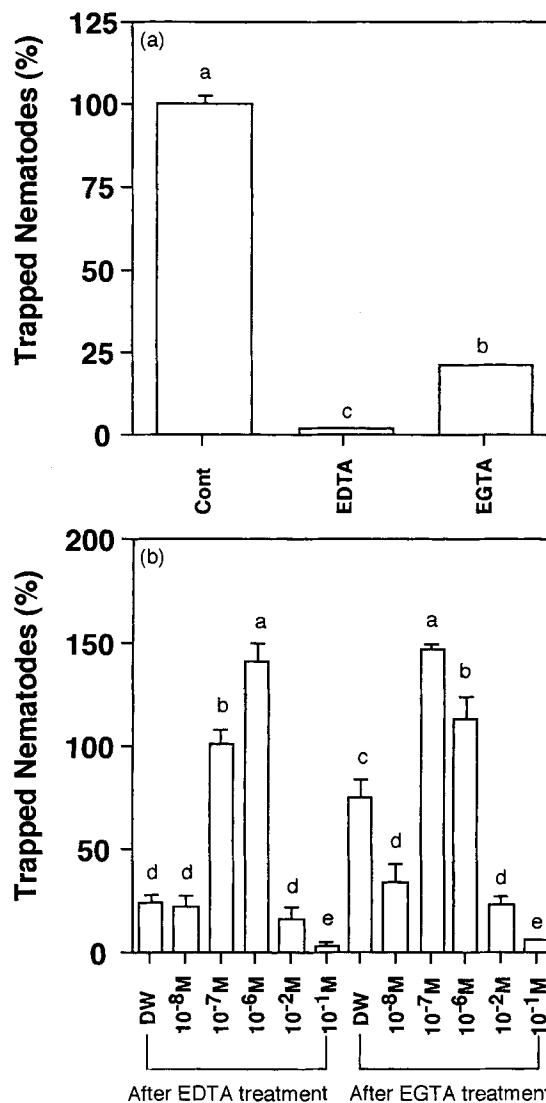 (a)
Trapped Nematodes (%)
125
100
75
50
25
0
a
c
b
Cont
EDTA
EGTA
(b)
Trapped Nematodes (%)
200
150
100
50
0
d
d
b
a
d
e
c
d
a
b
d
e
DW
10⁻⁸M
10⁻⁷M
10⁻⁶M
10⁻²M
10⁻¹M
DW
10⁻⁸M
10⁻⁷M
10⁻⁶M
10⁻²M
10⁻¹M
After EDTA treatment
After EGTA treatment